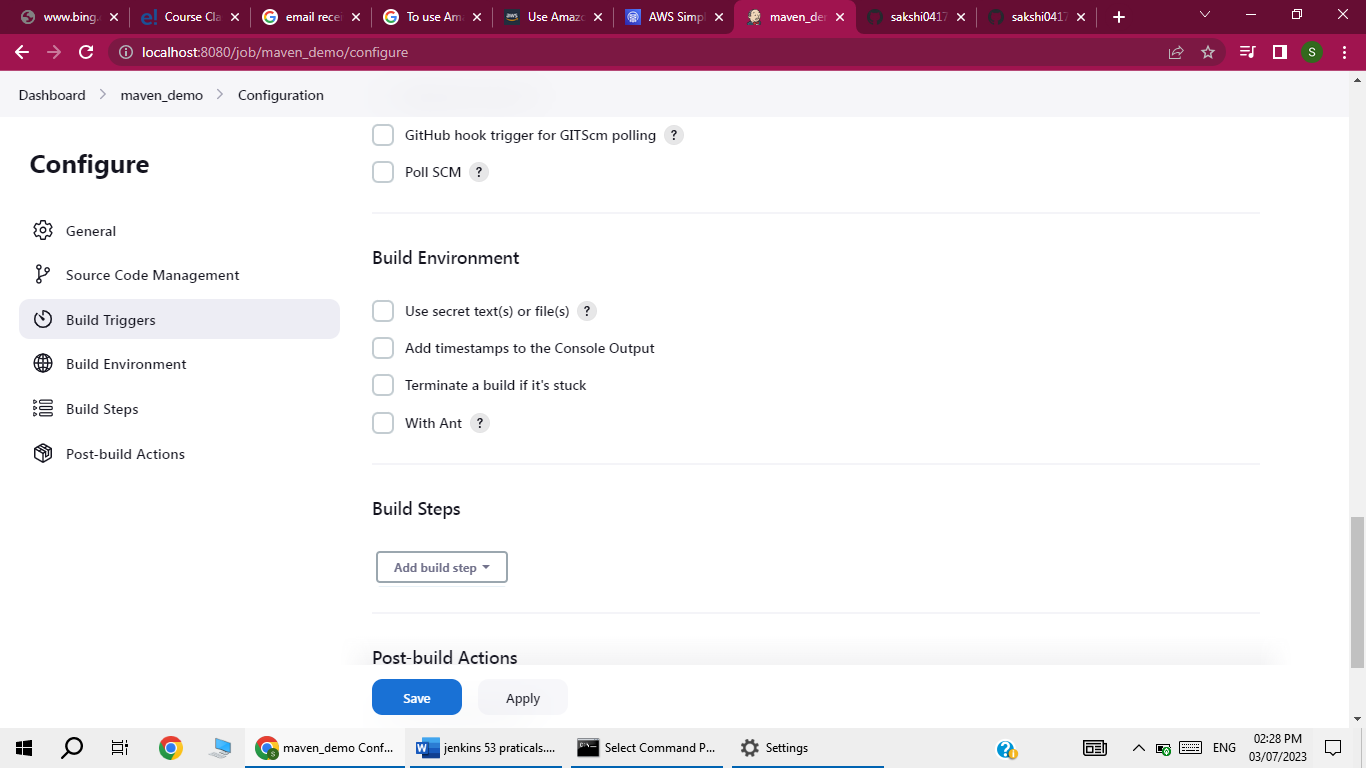 www.bing.
Course Cla
email rece
To use Am
Use Amazo
AWS Simpl
maven_der
sakshi0417
sakshi0417
localhost:8080/job/maven_demo/configure
S
Dashboard
maven_demo
Configuration
Configure
General
Source Code Management
Build Triggers
Build Environment
Build Steps
Post-build Actions
GitHub hook trigger for GITScm polling ?
Poll SCM ?
Build Environment
Use secret text(s) or file(s) ?
Add timestamps to the Console Output
Terminate a build if it's stuck
With Ant ?
Build Steps
Add build step
Post-build Actions
Save
Apply
maven_demo Conf...
jenkins 53 praticals....
Select Command P...
Settings
ENG
02:28 PM
03/07/2023